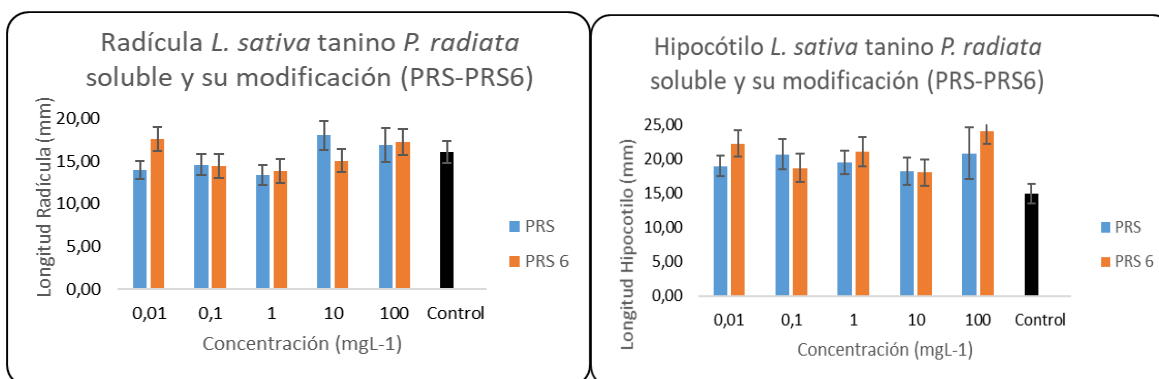 Radícula L. sativa tanino P. radiata
soluble y su modificación (PRS-PRS6)
Longitud Radícula (mm)
20,00
15,00
10,00
5,00
0,00
0,01 0,1 1 10 100 Control
Concentración (mgL-1)
PRS
PRS 6
Hipocótilo L. sativa tanino P. radiata
soluble y su modificación (PRS-PRS6)
Longitud Hipocotilo (mm)
25,00
20,00
15,00
10,00
5,00
0,00
0,01 0,1 1 10 100 Control
Concentración (mgL-1)
PRS
PRS 6